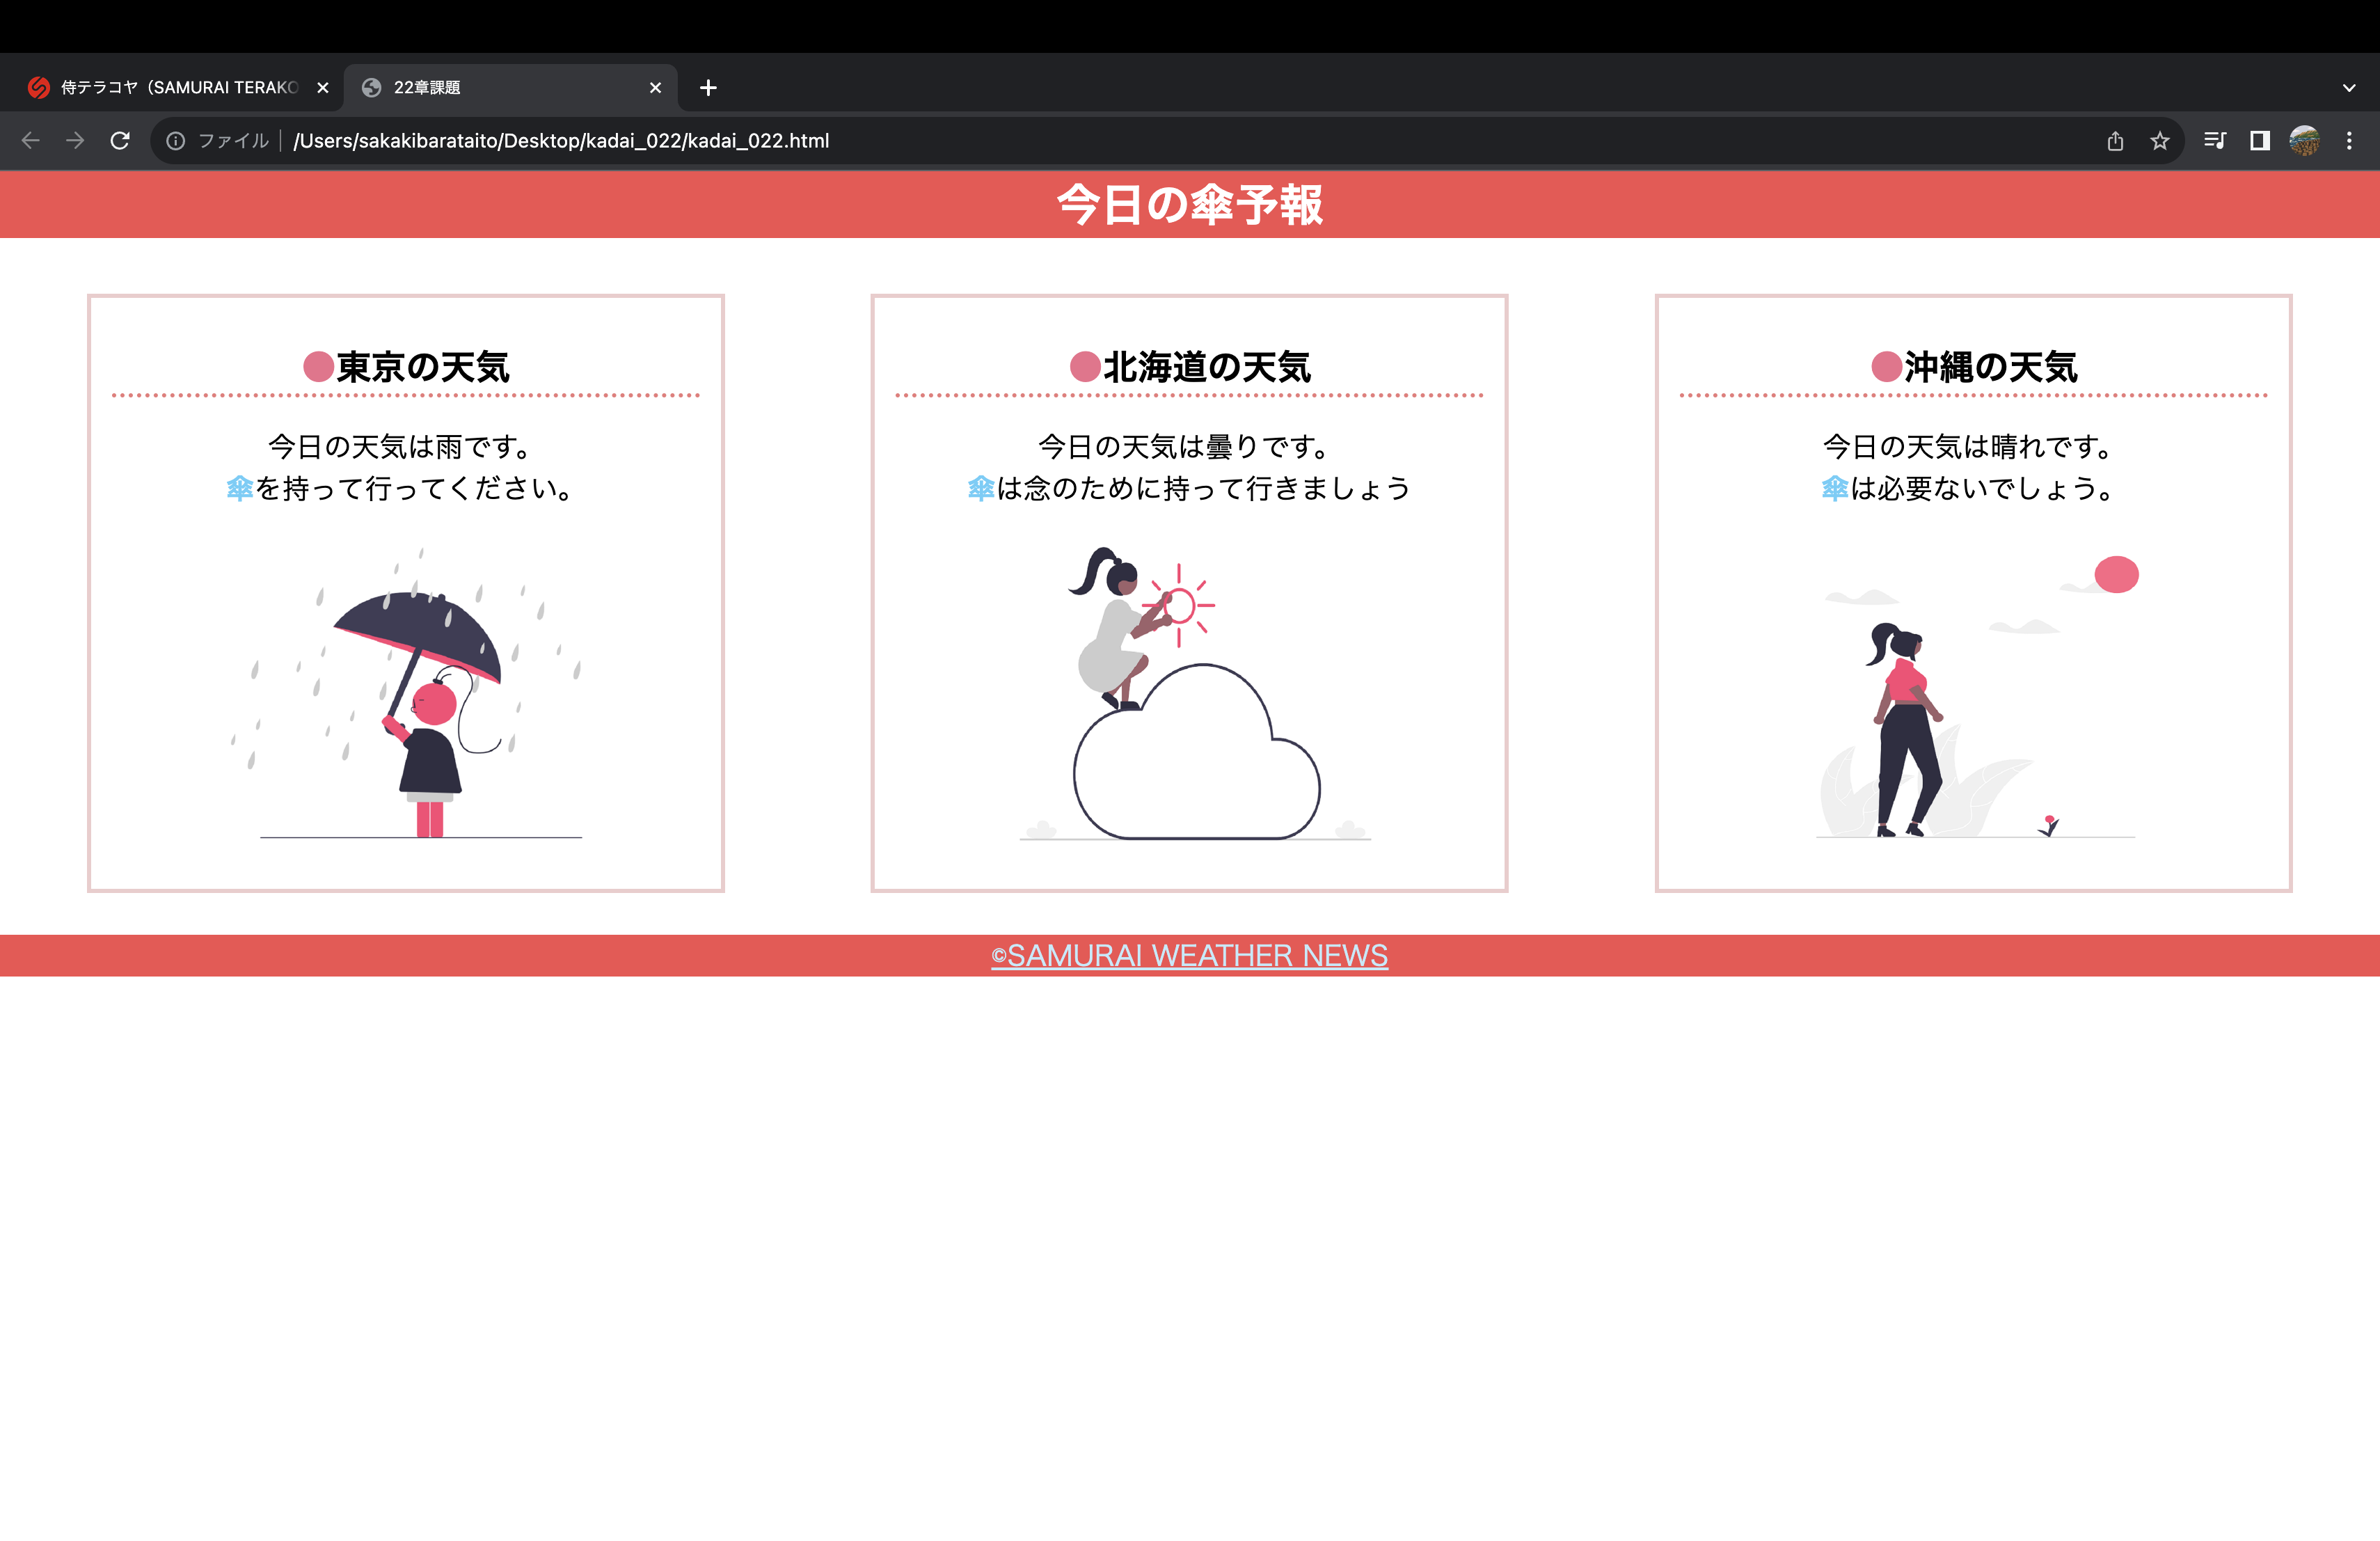 侍テラコヤ（SAMURAI TERAKO
22章課題
ファイル /Users/sakakibarataito/Desktop/kadai_022/kadai_022.html
今日の傘予報
●東京の天気
今日の天気は雨です。
傘を持って行ってください。
●北海道の天気
今日の天気は曇りです。
傘は念のために持って行きましょう
●沖縄の天気
今日の天気は晴れです。
傘は必要ないでしょう。
©SAMURAI WEATHER NEWS